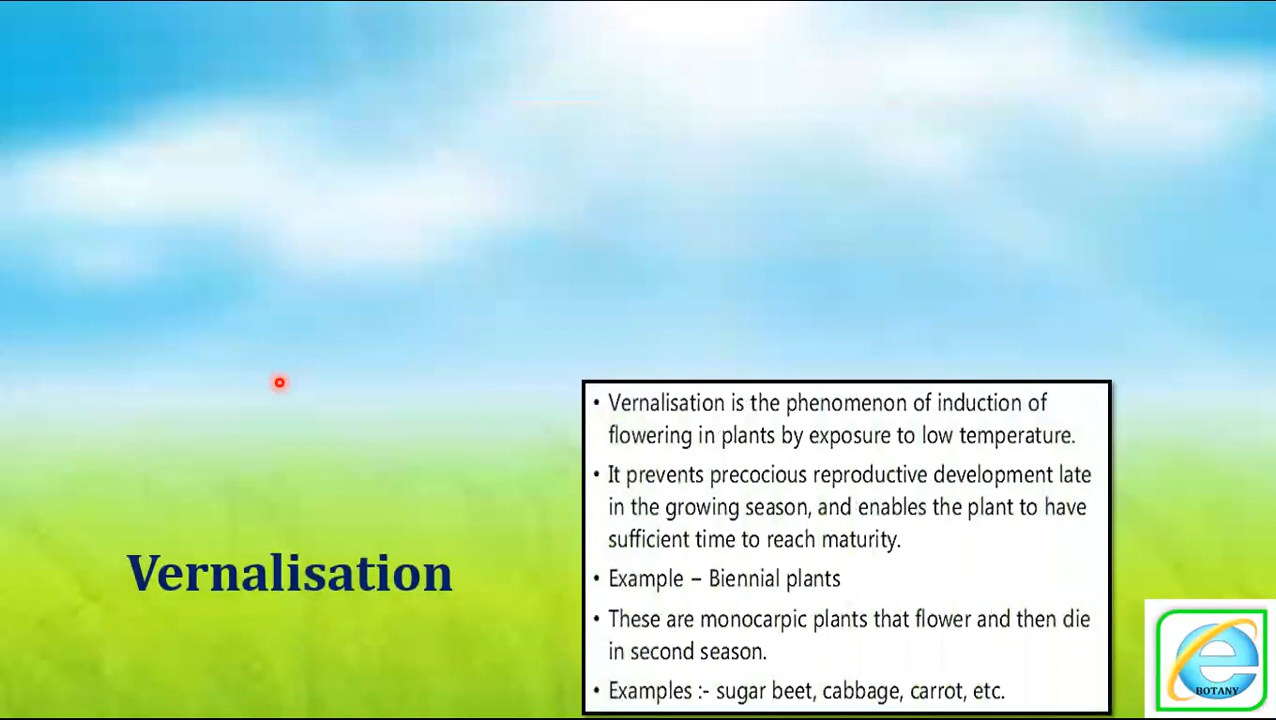 Vernalisation
• Vernalisation is the phenomenon of induction of
flowering in plants by exposure to low temperature.
• It prevents precocious reproductive development late
in the growing season, and enables the plant to have
sufficient time to reach maturity.
• Example – Biennial plants
• These are monocarpic plants that flower and then die
in second season.
• Examples :- sugar beet, cabbage, carrot, etc.
e
BOTANY